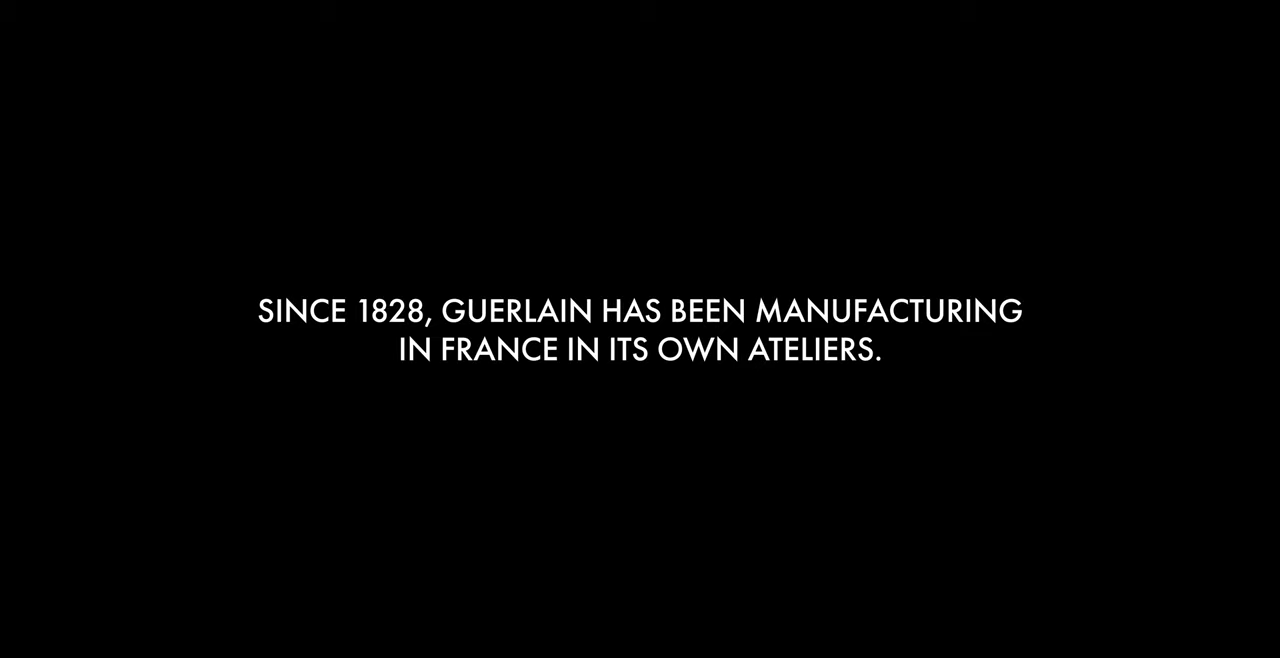 SINCE 1828, GUERLAIN HAS BEEN MANUFACTURING
IN FRANCE IN ITS OWN ATELIERS.